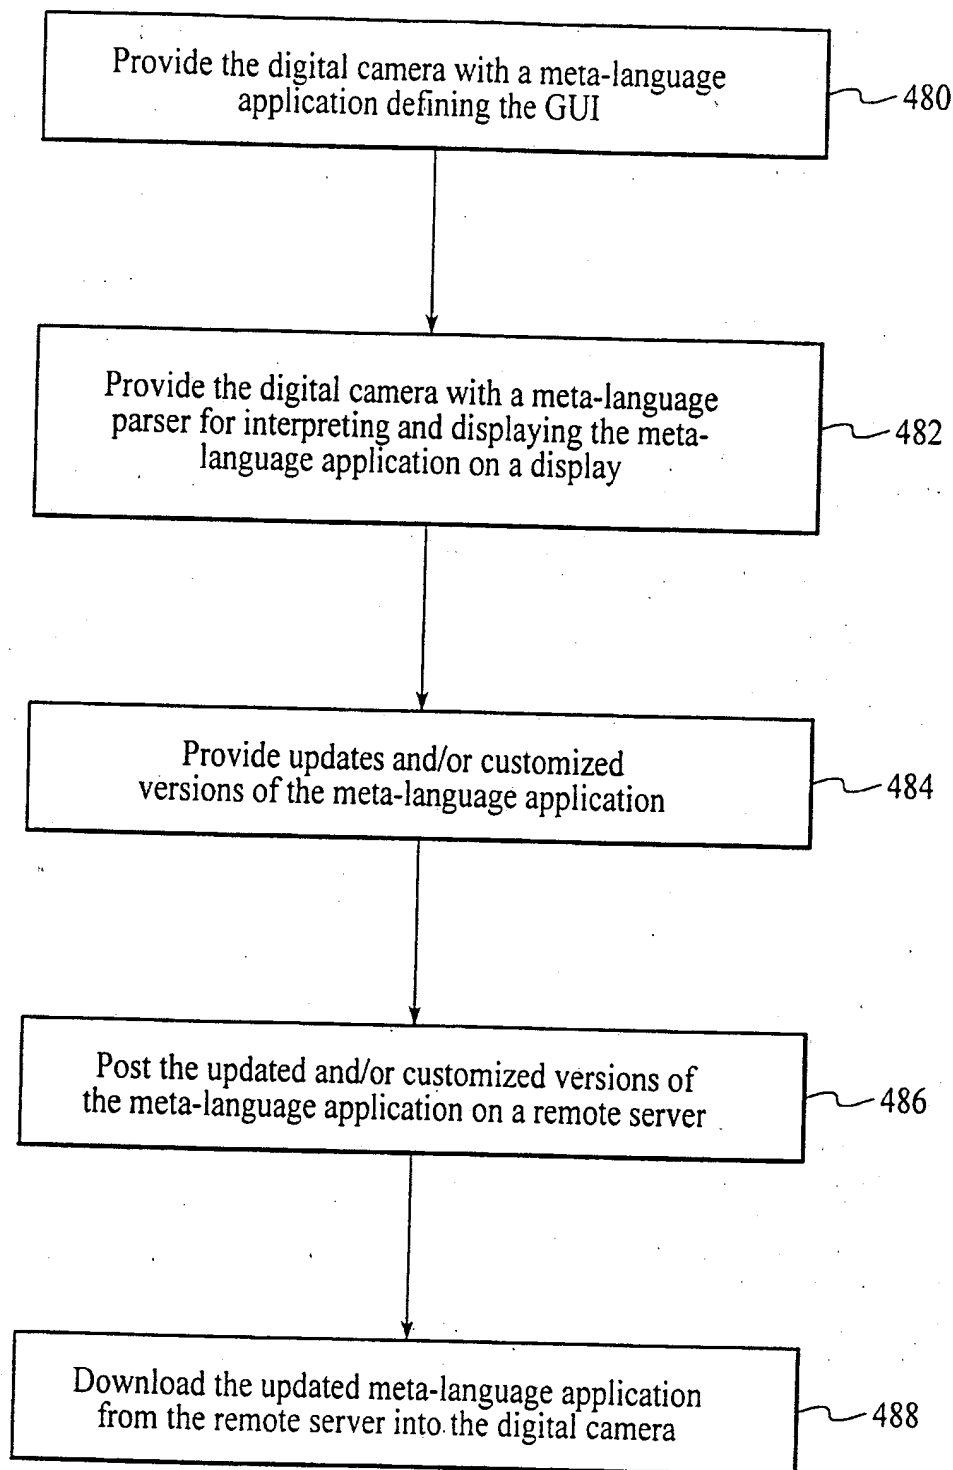 Provide the digital camera with a meta-language
application defining the GUI
480
Provide the digital camera with a meta-language
parser for interpreting and displaying the meta-
language application on a display
482
Provide updates and/or customized
versions of the meta-language application
484
Post the updated and/or customized versions of
the meta-language application on a remote server
486
Download the updated meta-language application
from the remote server into the digital camera
488